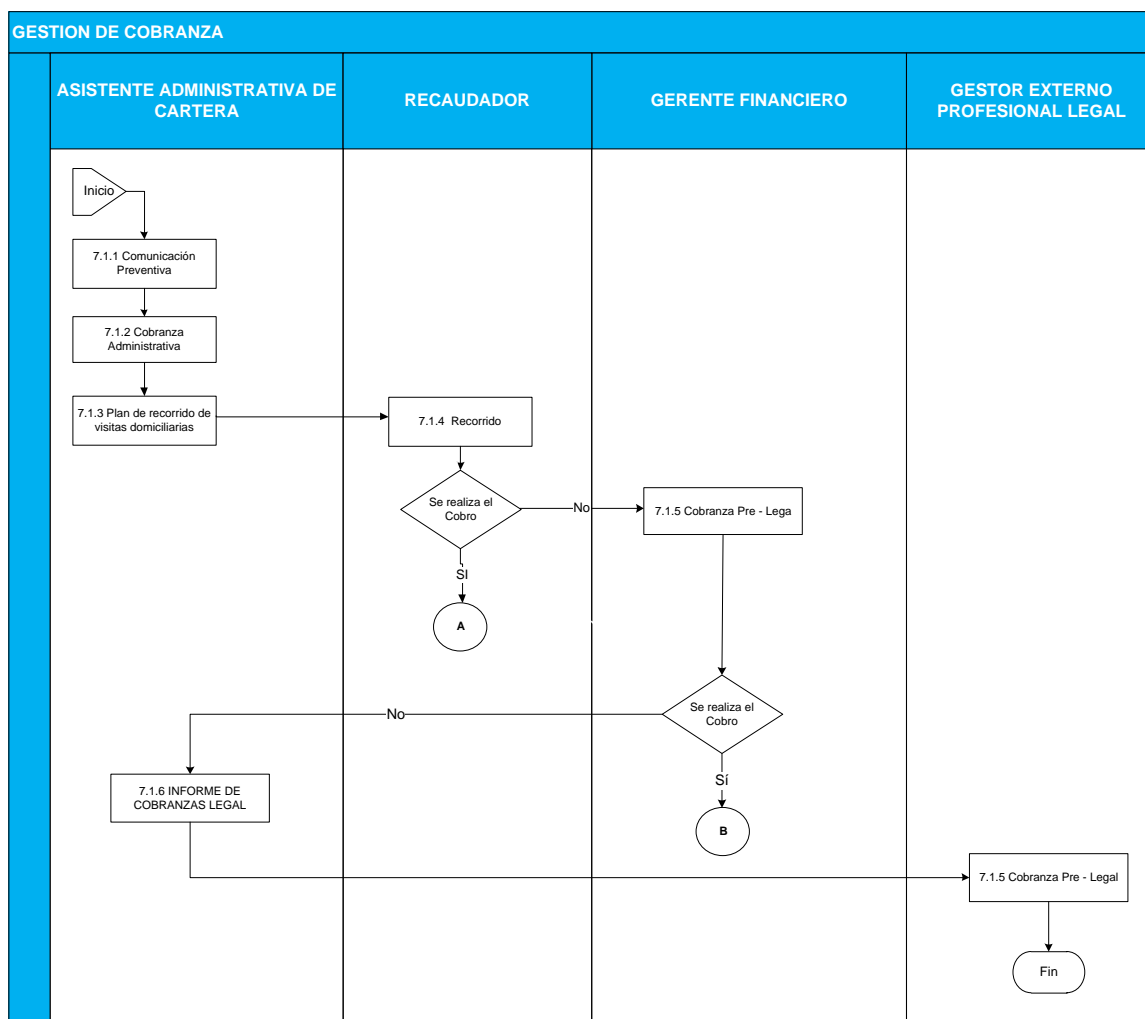 GESTION DE COBRANZA
ASISTENTE ADMINISTRATIVA DE
CARTERA
RECAUDADOR
GERENTE FINANCIERO
GESTOR EXTERNO
PROFESIONAL LEGAL
Inicio
7.1.1 Comunicación
Preventiva
7.1.2 Cobranza
Administrativa
7.1.3 Plan de recorrido de
visitas domiciliarias
7.1.4 Recorrido
Se realiza el
Cobro
No
7.1.5 Cobranza Pre - Lega
SI
A
Se realiza el
Cobro
No
Sí
7.1.6 INFORME DE
COBRANZAS LEGAL
B
7.1.5 Cobranza Pre - Legal
Fin